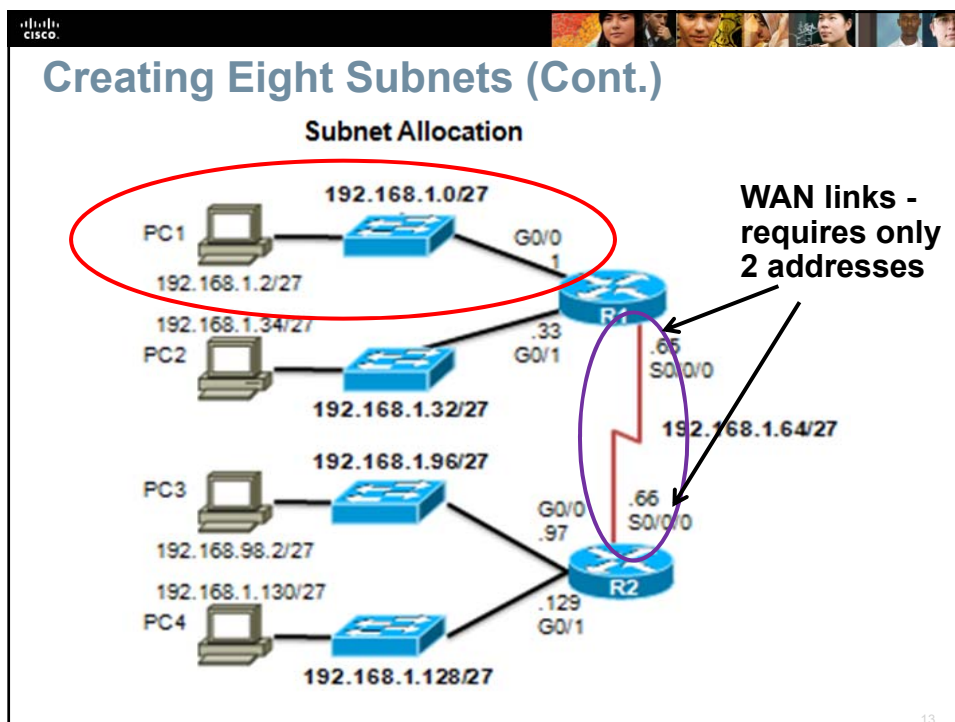 CISCO.
Creating Eight Subnets (Cont.)
Subnet Allocation
192.168.1.0/27
WAN links -
requires only
2 addresses
PC1
G0/0
.1
192.168.1.2/27
192.168.1.34/27
R1
PC2
.33
G0/1
.65
S0/0/0
192.168.1.32/27
192.168.1.64/27
192.168.1.96/27
PC3
G0/0
.97
.66
S0/0/0
192.168.98.2/27
192.168.1.130/27
R2
PC4
.129
G0/1
192.168.1.128/27
13